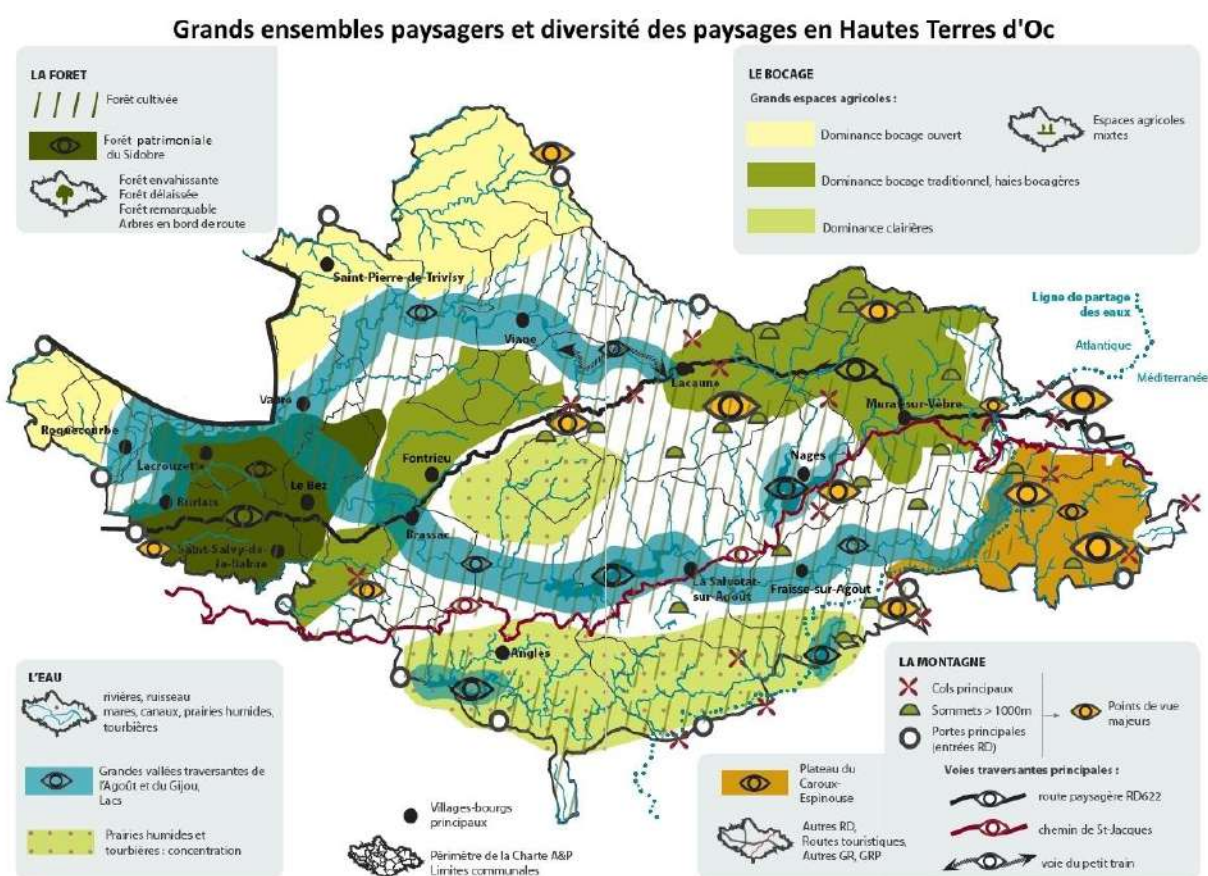 Grands ensembles paysagers et diversité des paysages en Hautes Terres d'Oc
LA FORET
Forêt cultivée
Forêt patrimoniale
du Sidobre
Forêt envahissante
Forêt délaissée
Forêt remarquable
Arbres en bord de route
LE BOCAGE
Grands espaces agricoles :
Dominance bocage ouvert
Dominance bocage traditionnel, haies bocagères
Dominance clairières
Espaces agricoles
mixtes
Saint-Pierre-de-Trivisy
Viane
Vabre
Lacaune
Murat-sur-Vèbre
Ligne de partage
des eaux
Atlantique
Méditerranée
Roquecourbe
Lacrouzette
Burlats
Le Bez
Fontrieu
Nages
Brassac
Saint-Salvy-de-
la-Balme
La Salvetat-
sur-Agoût
Fraisse-sur-Agout
Anglès
L'EAU
rivières, ruisseau
mares, canaux, prairies humides,
tourbières
Grandes vallées traversantes de
l'Agoût et du Gijou,
Lacs
Prairies humides et
tourbières : concentration
Villages-bourgs
principaux
Périmètre de la Charte A&P
Limites communales
LA MONTAGNE
Cols principaux
Sommets > 1000m
Portes principales
(entrées RD)
Points de vue
majeurs
Plateau du
Caroux-
Espinouse
Autres RD,
Routes touristiques,
Autres GR, GRP
Voies traversantes principales :
route paysagère RD622
chemin de St-Jacques
voie du petit train